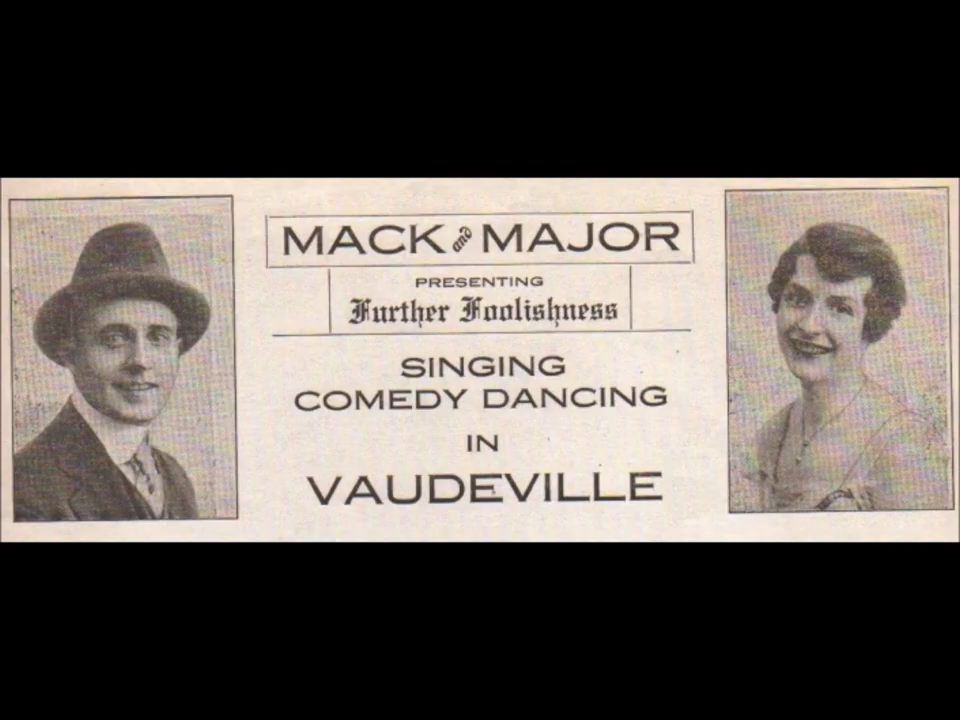 MACK and MAJOR
PRESENTING
Further Foolishness
SINGING
COMEDY DANCING
IN
VAUDEVILLE